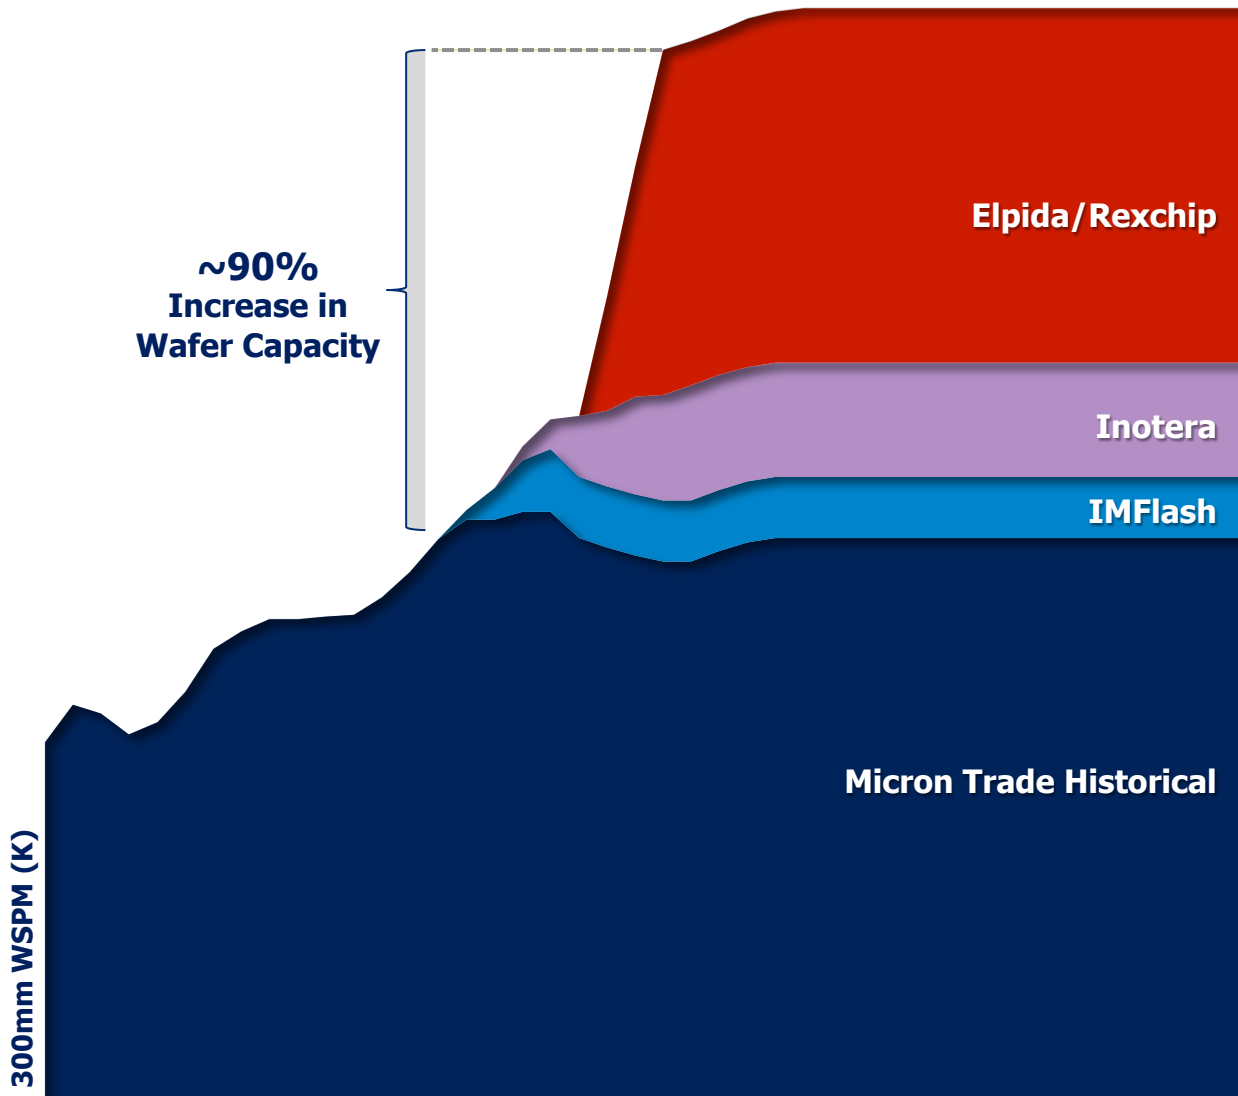 ~90%
Increase in
Wafer Capacity
Elpida/Rexchip
Inotera
IMFlash
Micron Trade Historical
300mm WSPM (K)